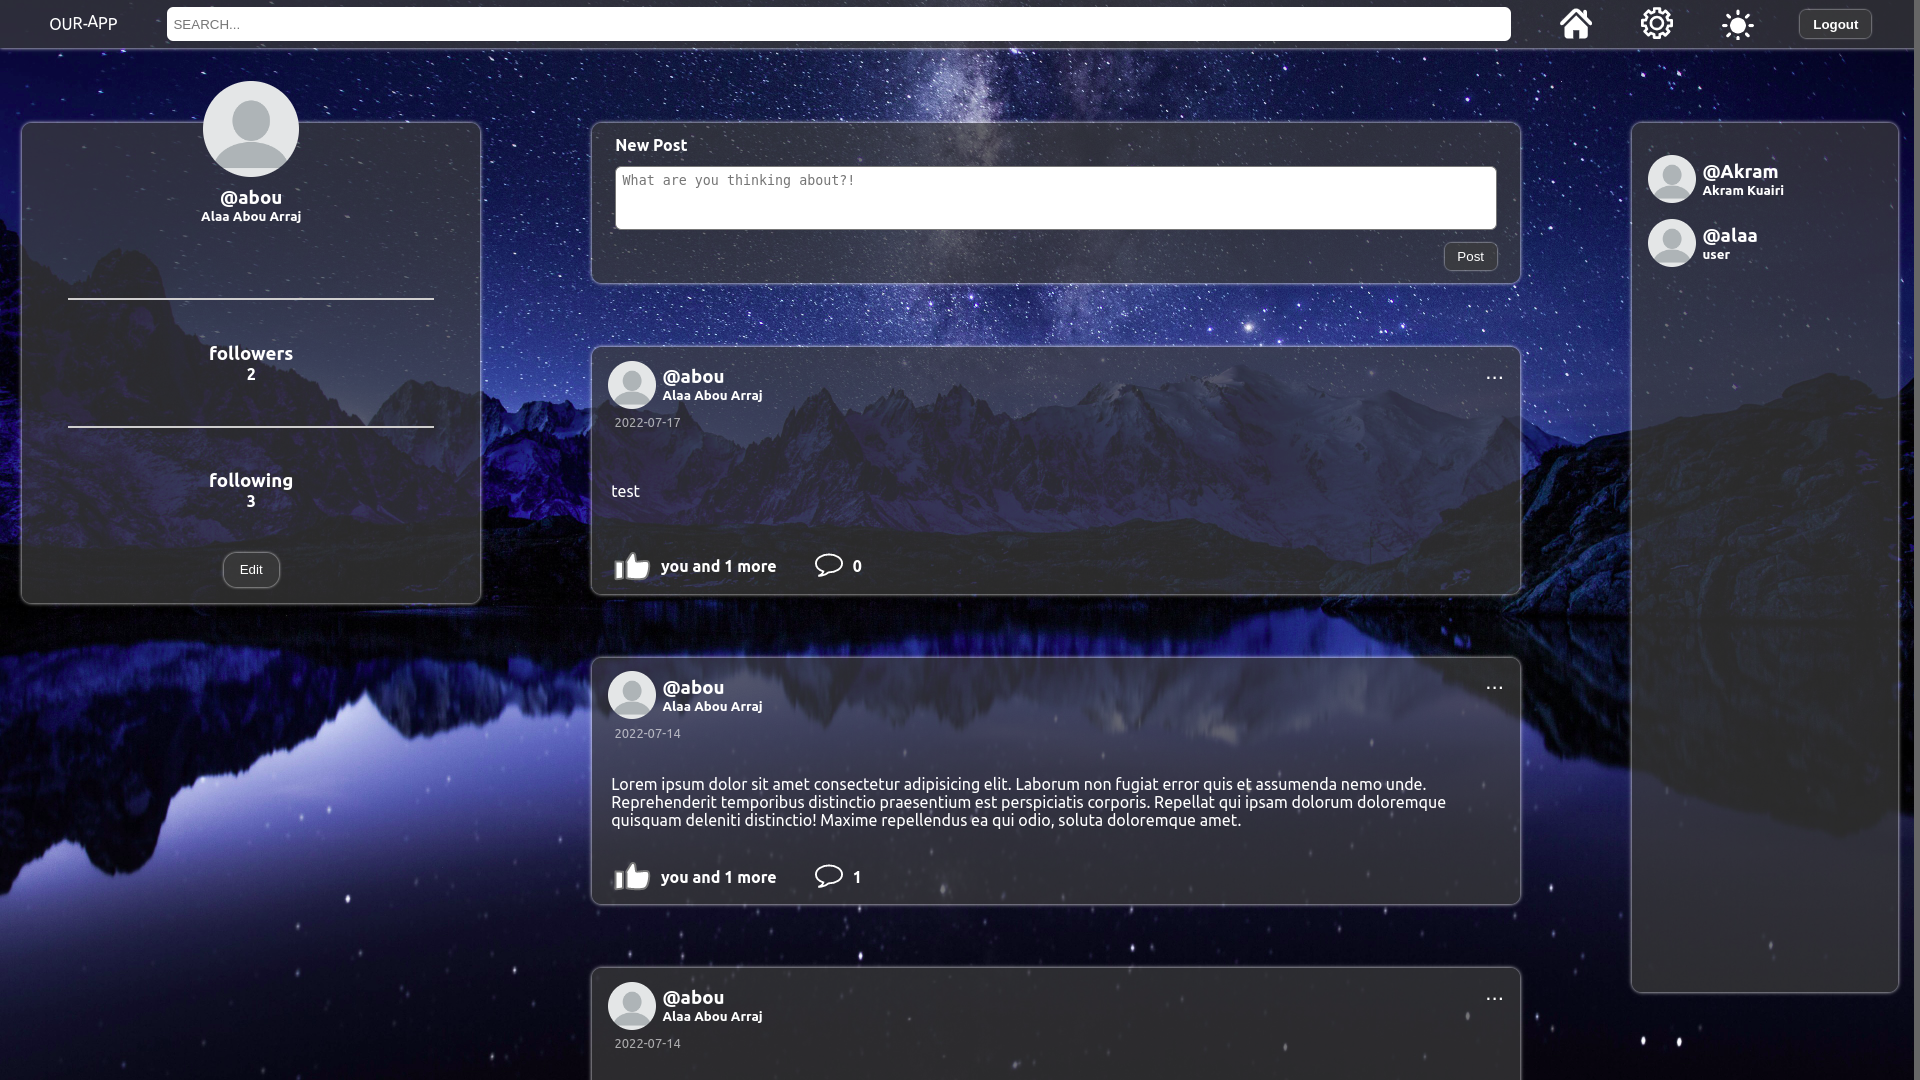 OUR-APP
SEARCH...
Logout
@abou
Alaa Abou Arraj
followers
2
following
3
Edit
New Post
What are you thinking about?!
Post
@abou
Alaa Abou Arraj
...
2022-07-17
test
you and 1 more
0
@abou
Alaa Abou Arraj
...
2022-07-14
Lorem ipsum dolor sit amet consectetur adipisicing elit. Laborum non fugiat error quis et assumenda nemo unde.
Reprehenderit temporibus distinctio praesentium est perspiciatis corporis. Repellat qui ipsam dolorum doloremque
quisquam deleniti distinctio! Maxime repellendus ea qui odio, soluta doloremque amet.
you and 1 more
1
@abou
Alaa Abou Arraj
...
2022-07-14
@Akram
Akram Kuairi
@alaa
user